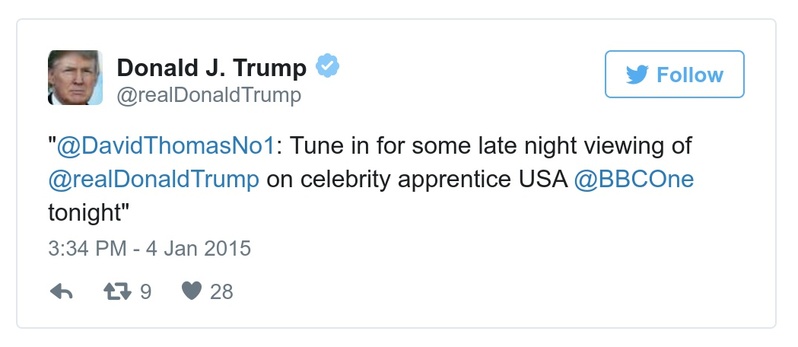 Donald J. Trump
@realDonaldTrump
Follow
"@DavidThomasNo1: Tune in for some late night viewing of
@realDonaldTrump on celebrity apprentice USA @BBCOne
tonight"
3:34 PM - 4 Jan 2015
9 28